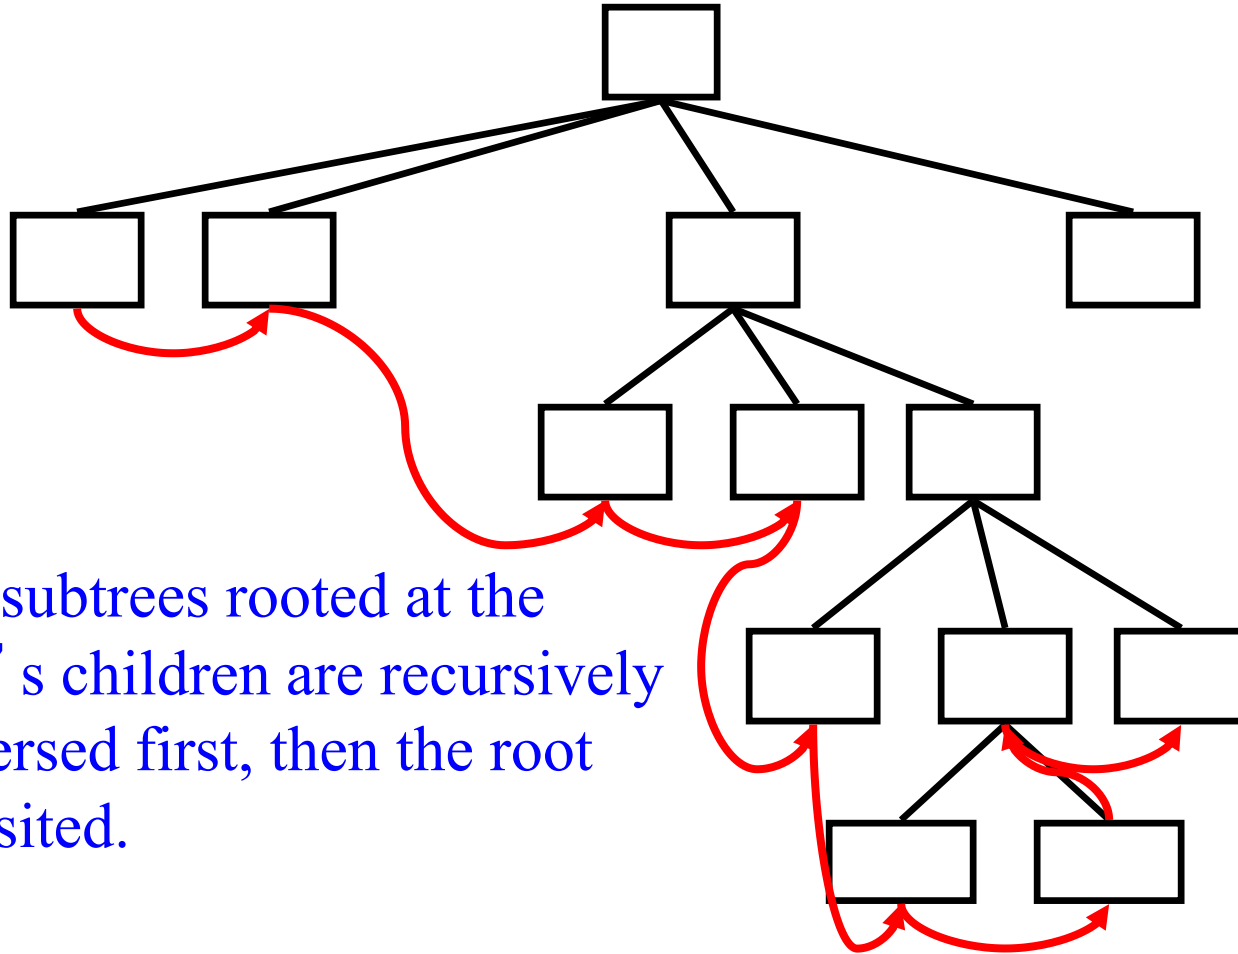 subtrees rooted at the
’ s children are recursively
ersed first, then the root
sited.